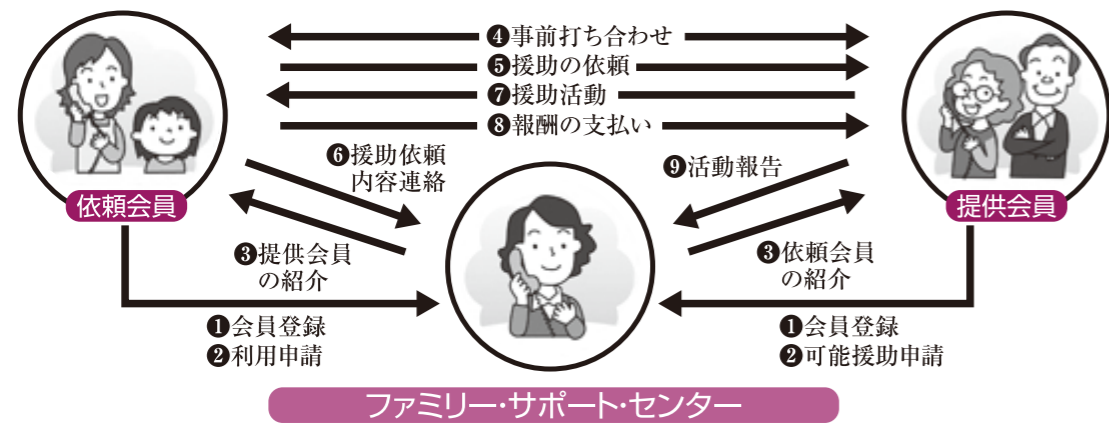 ❹事前打ち合わせ
❺援助の依頼
❼援助活動
❽報酬の支払い
❻援助依頼
内容連絡
❾活動報告
依頼会員
提供会員
❸提供会員
の紹介
❸依頼会員
の紹介
❶会員登録
❷利用申請
❶会員登録
❷可能援助申請
ファミリー・サポート・センター